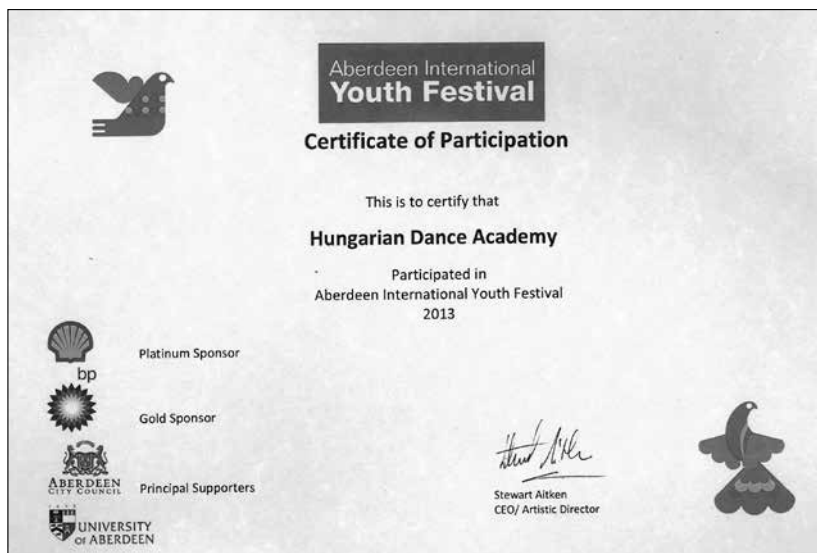 Aberdeen International
Youth Festival
Certificate of Participation
This is to certify that
Hungarian Dance Academy
Participated in
Aberdeen International Youth Festival
2013
Platinum Sponsor
bp
Gold Sponsor
ABERDEEN
CITY COUNCIL
Principal Supporters
UNIVERSITY
OF ABERDEEN
Stewart Aitken
CEO/ Artistic Director